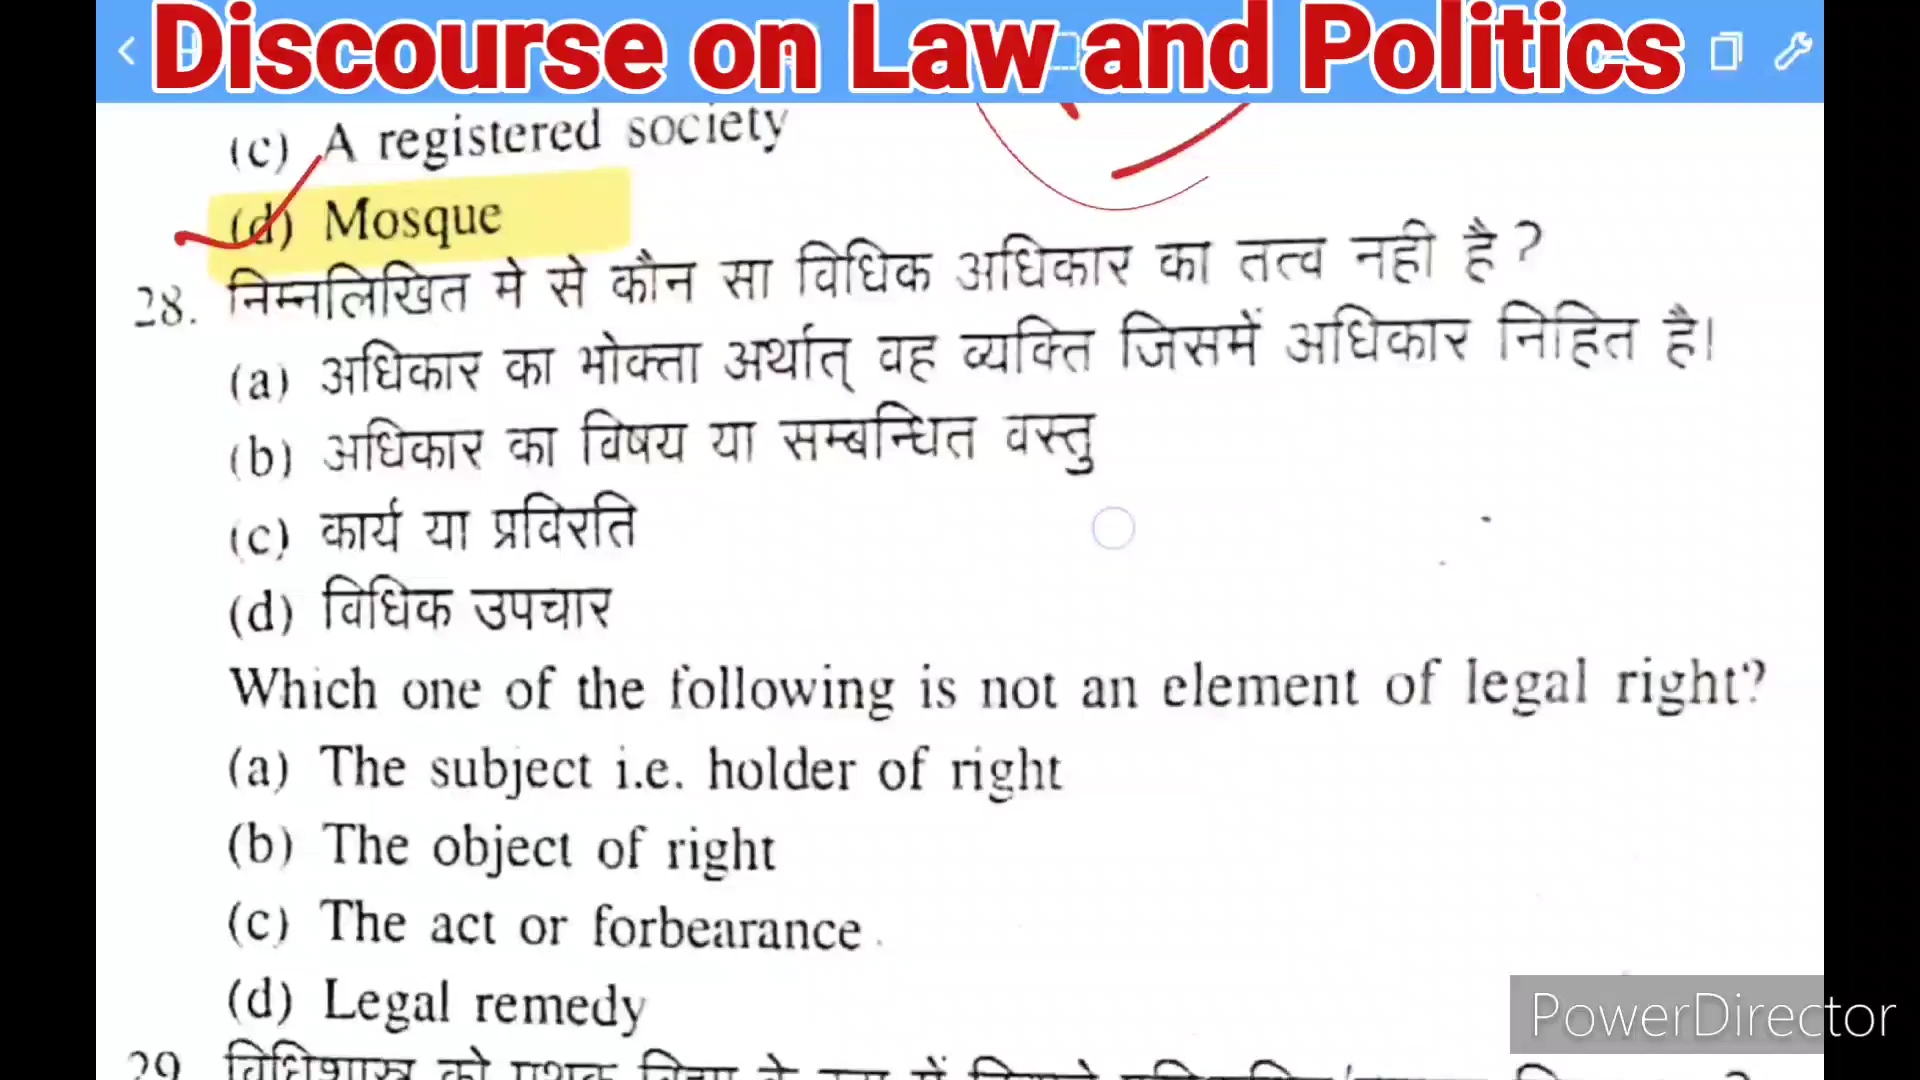 Discourse on Law and Politics
(c) A registered society
(d) Mosque
28. निम्नलिखित मे से कौन सा विधिक अधिकार का तत्व नही है ?
(a) अधिकार का भोक्ता अर्थात् वह व्यक्ति जिसमें अधिकार निहित है।
(b) अधिकार का विषय या सम्बन्धित वस्तु
(c) कार्य या प्रविरति
(d) विधिक उपचार
Which one of the following is not an element of legal right?
(a) The subject i.e. holder of right
(b) The object of right
(c) The act or forbearance
(d) Legal remedy
29. विधिशास्त्र को
PowerDirector